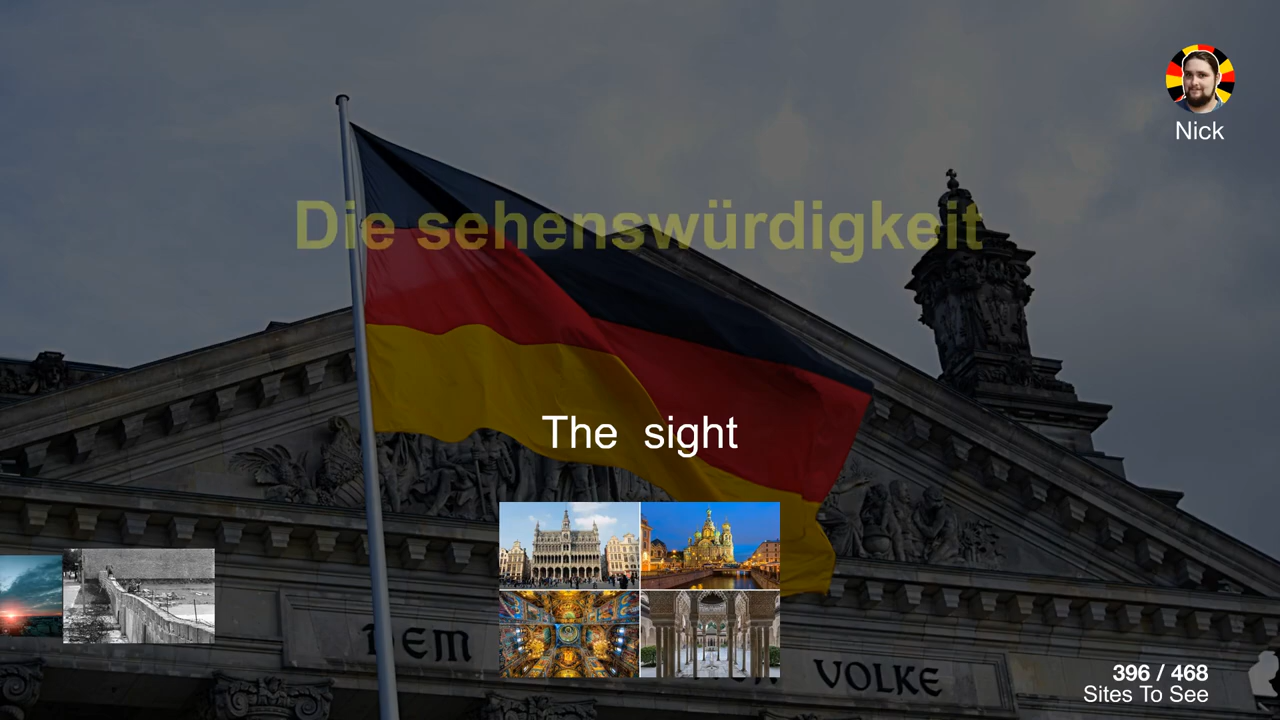 Nick
Die sehenswürdigkeit
The sight
DEM
VOLKE
396 / 468
Sites To See